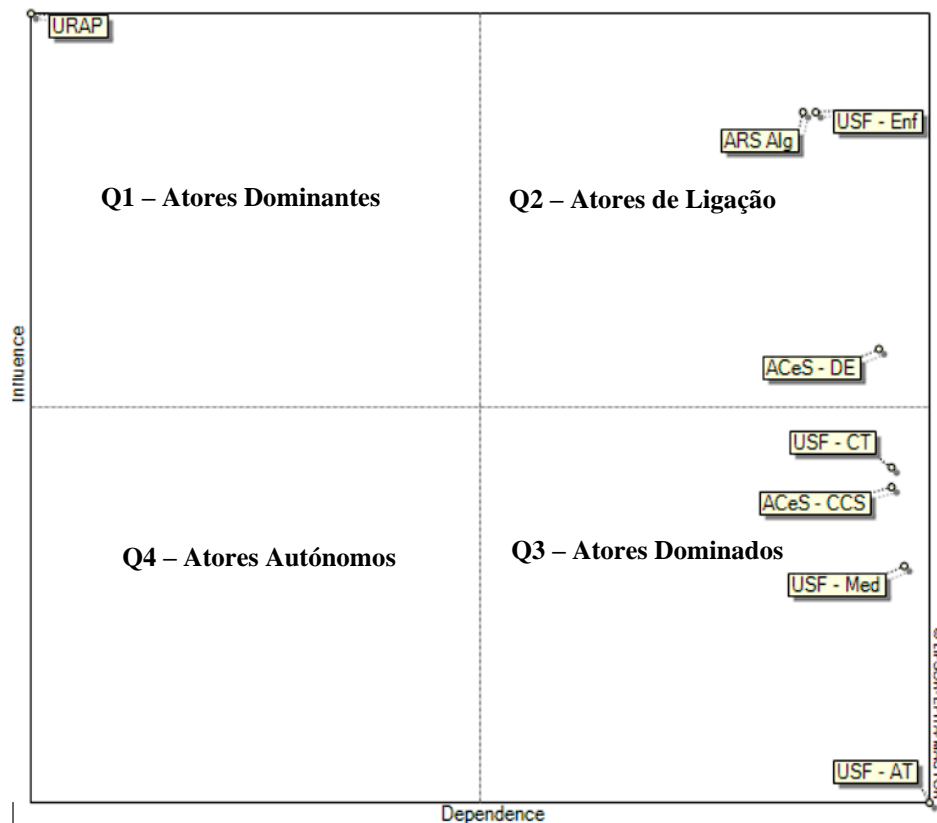 URAP
USF - Enf
ARS Alg
Q1 – Atores Dominantes
Q2 – Atores de Ligação
Influence
ACeS - DE
USF - CT
ACeS - CCS
Q4 – Atores Autónomos
Q3 – Atores Dominados
USF - Med
USF - AT
Dependence